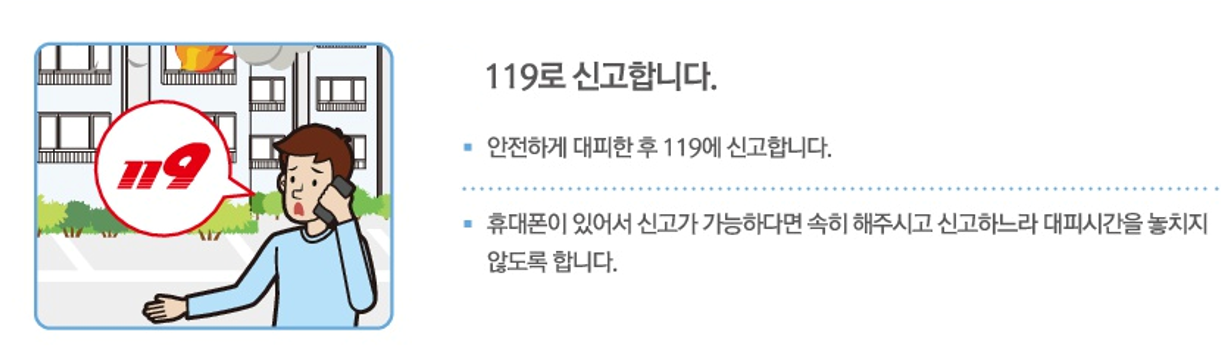 119
119로 신고합니다.
안전하게 대피한 후 119에 신고합니다.
휴대폰이 있어서 신고가 가능하다면 속히 해주시고 신고하느라 대피시간을 놓치지
않도록 합니다.